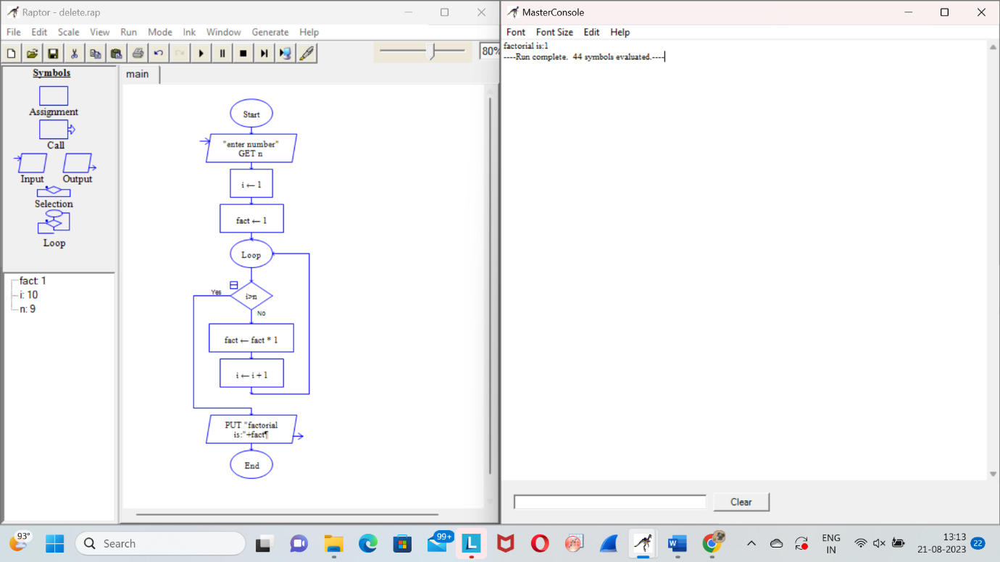 Raptor - delete.rap
File Edit Scale View Run Mode Ink Window Generate Help
80%
Symbols
Assignment
Call
Input Output
Selection
Loop
fact: 1
i: 10
n: 9
main
Start
"enter number"
GET n
i ← 1
fact ← 1
Loop
Yes
i>n
No
fact ← fact * 1
i ← i + 1
PUT "factorial
is:"+fact¶
End
MasterConsole
Font Font Size Edit Help
factorial is:1
----Run complete. 44 symbols evaluated.----
Clear
93°
Search
99+
L
W
ENG
IN
13:13
21-08-2023
22